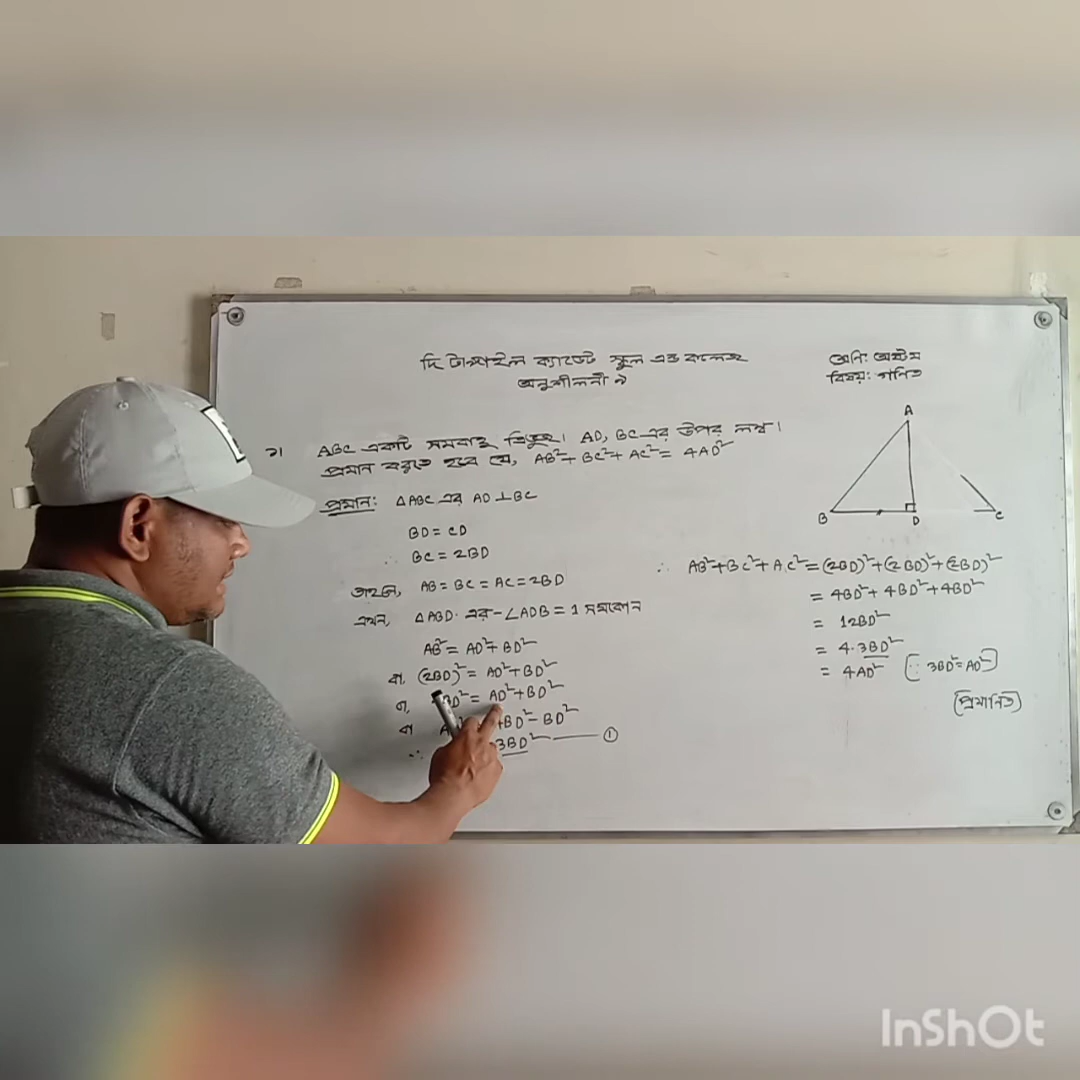 দি টাঙ্গাইল ক্যাডেট স্কুল এন্ড কলেজ
অনুশীলনী ৯
শ্রেণি: অষ্টম
বিষয়: গণিত
১। ABC একটি সমবাহু ত্রিভুজ। AD, BC এর উপর লম্ব।
প্রমান করতে হবে যে, AB²+BC²+AC²=4AD²
প্রমান: △ABC এর AD⊥BC
BD=CD
∴ BC=2BD
তাহলে, AB=BC=AC=2BD
এখন, △ABD এর-∠ADB=1 সমকোন
AB²=AD²+BD²
বা, (2BD)²=AD²+BD²
বা, BD²=AD²+BD²
বা BD²-BD²
∴ 3BD² ①
A
B
D
C
∴ AB²+BC²+AC²=(2BD)²+(2BD)²+(2BD)²
=4BD²+4BD²+4BD²
=12BD²
=4.3BD²
=4AD² [∵3BD²=AD²]
(প্রমানিত)
InShOt